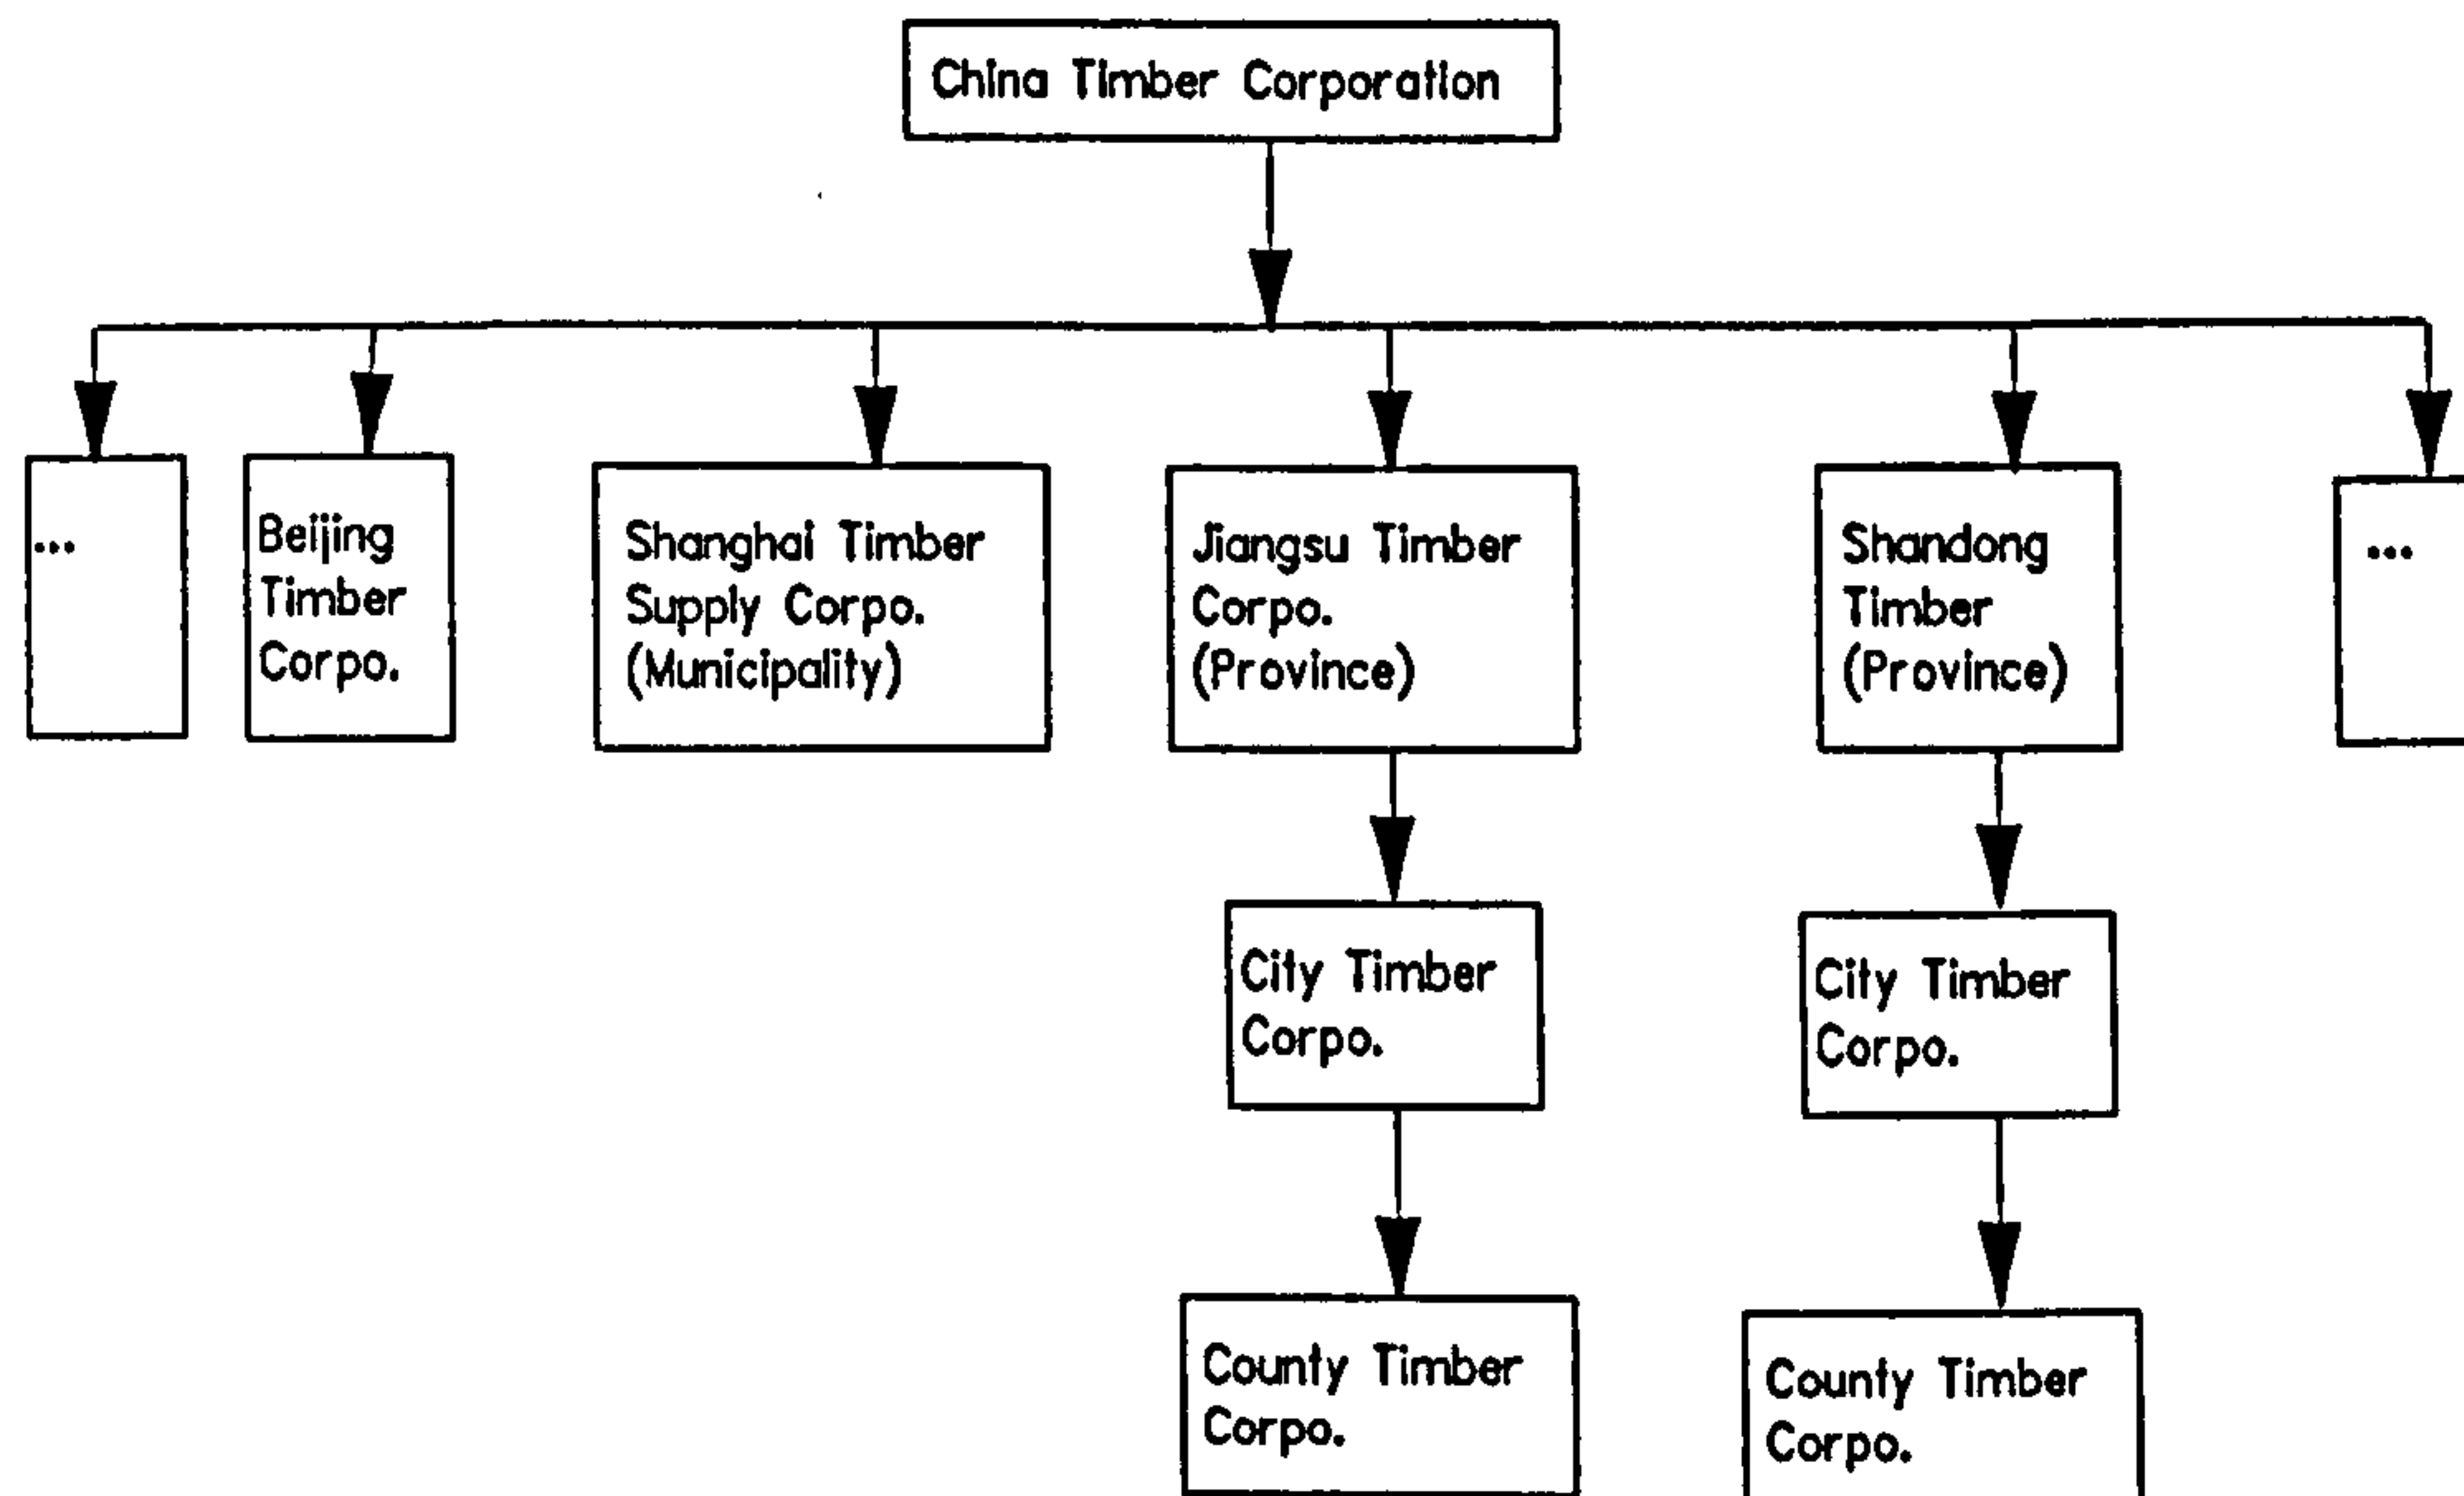 China Timber Corporation
...
Beijing
Timber
Corpo.
Shanghai Timber
Supply Corpo.
(Municipality)
Jiangsu Timber
Corpo.
(Province)
Shandong
Timber
(Province)
...
City Timber
Corpo.
City Timber
Corpo.
County Timber
Corpo.
County Timber
Corpo.